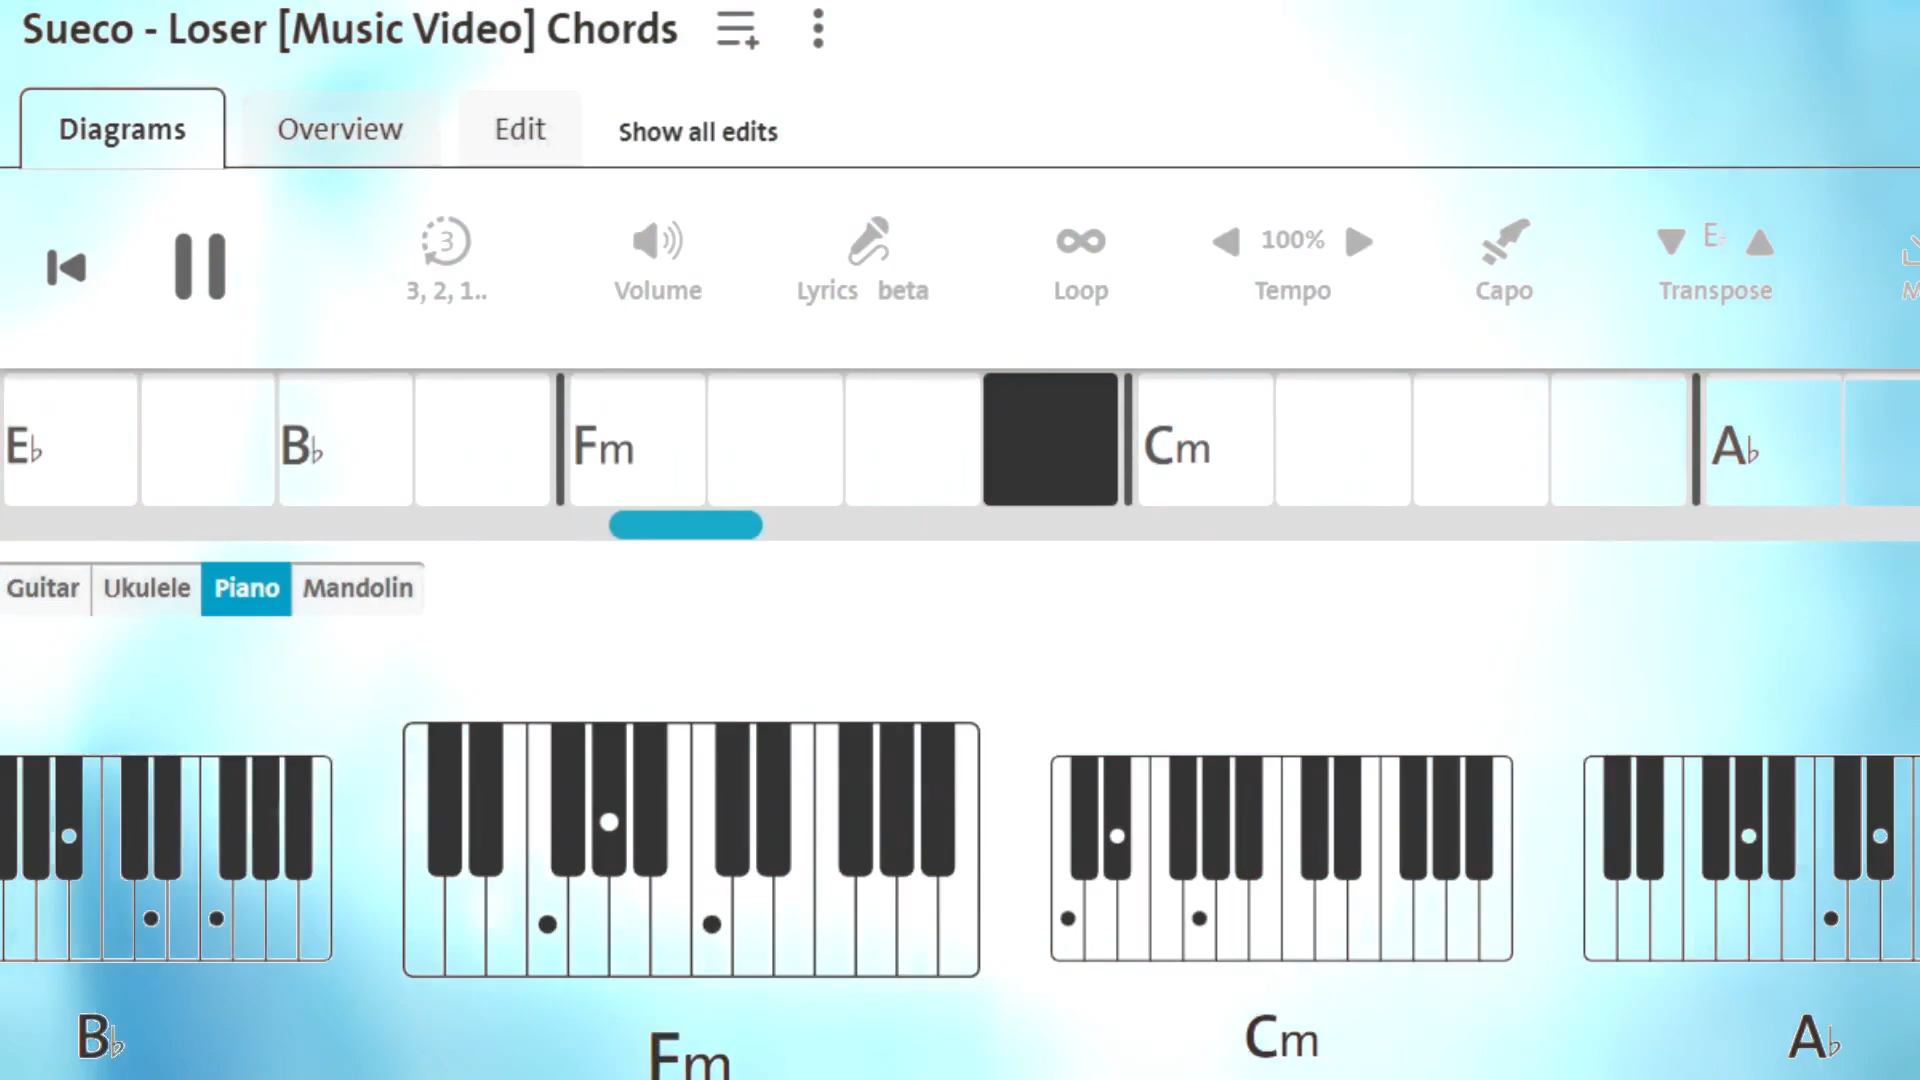 Sueco - Loser [Music Video] Chords
Diagrams Overview Edit Show all edits
3
100%
E♭
3, 2, 1.. Volume Lyrics beta Loop Tempo Capo Transpose
E♭ B♭ Fm Cm A♭
Guitar Ukulele Piano Mandolin
B♭ Fm Cm A♭